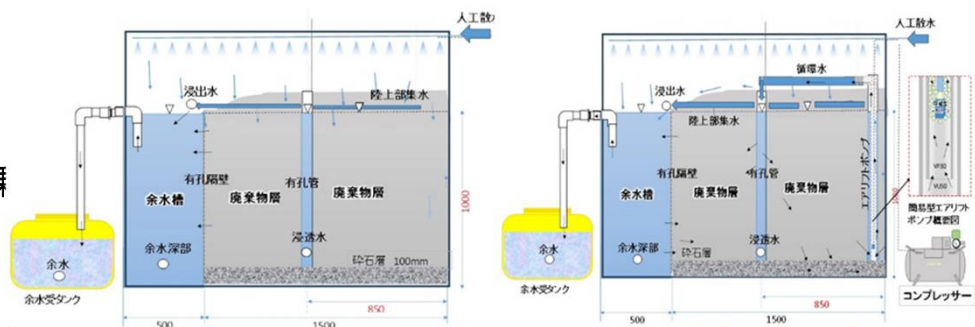 人工散
浸出水
陸上部集水
有孔隔壁
有孔管
余水槽
廃棄物層
廃棄物層
余水深部
浸透水
砕石層 100mm
余水
余水受タンク
1000
850
500
1500
人工散水
循環水
浸出水
陸上部集水
有孔隔壁
有孔管
余水槽
廃棄物層
廃棄物層
エアリフトポンプ
余水深部
浸透水
砕石層
余水
余水受タンク
850
500
1500
VP30
VU50
簡易型エアリフト
ポンプ概要図
コンプレッサー